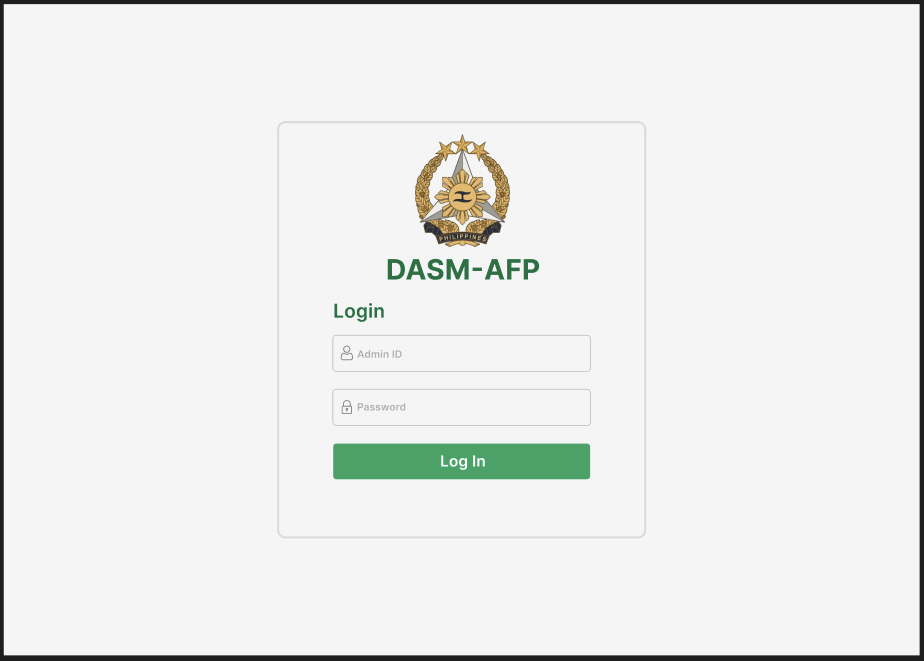 PHILIPPINES
DASM-AFP
Login
Admin ID
Password
Log In